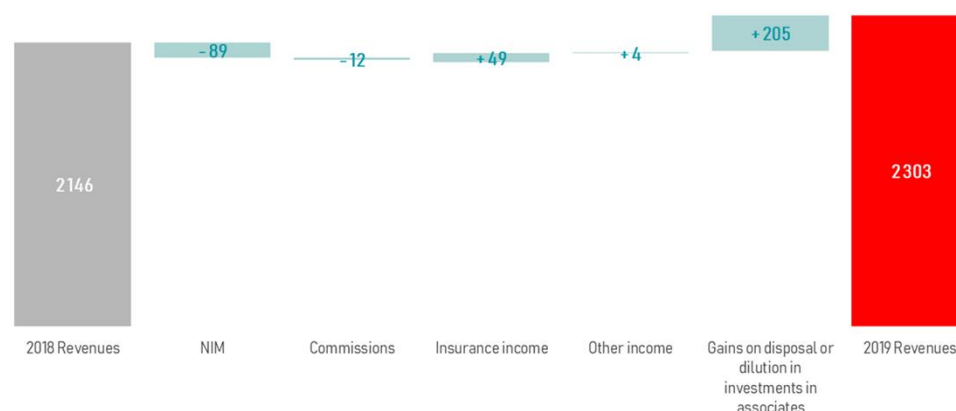 2146
- 89
- 12
+ 49
+ 4
+ 205
2303
2018 Revenues
NIM
Commissions
Insurance income
Other income
Gains on disposal or
dilution in
investments in
associates
2019 Revenues